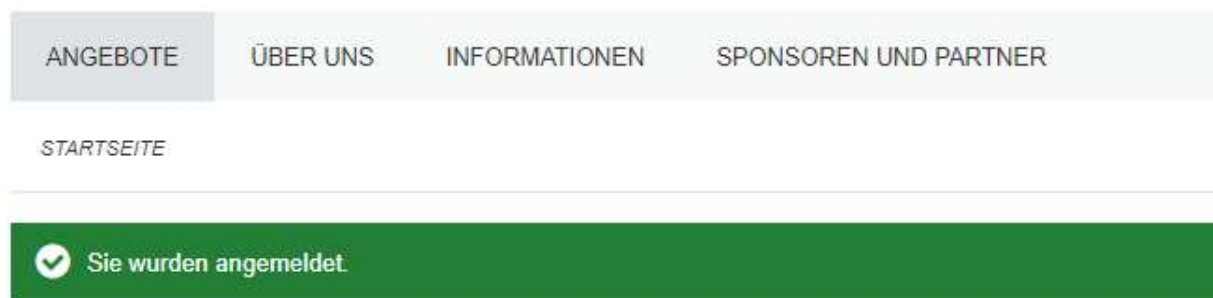 ANGEBOTE ÜBER UNS INFORMATIONEN SPONSOREN UND PARTNER
STARTSEITE
Sie wurden angemeldet.